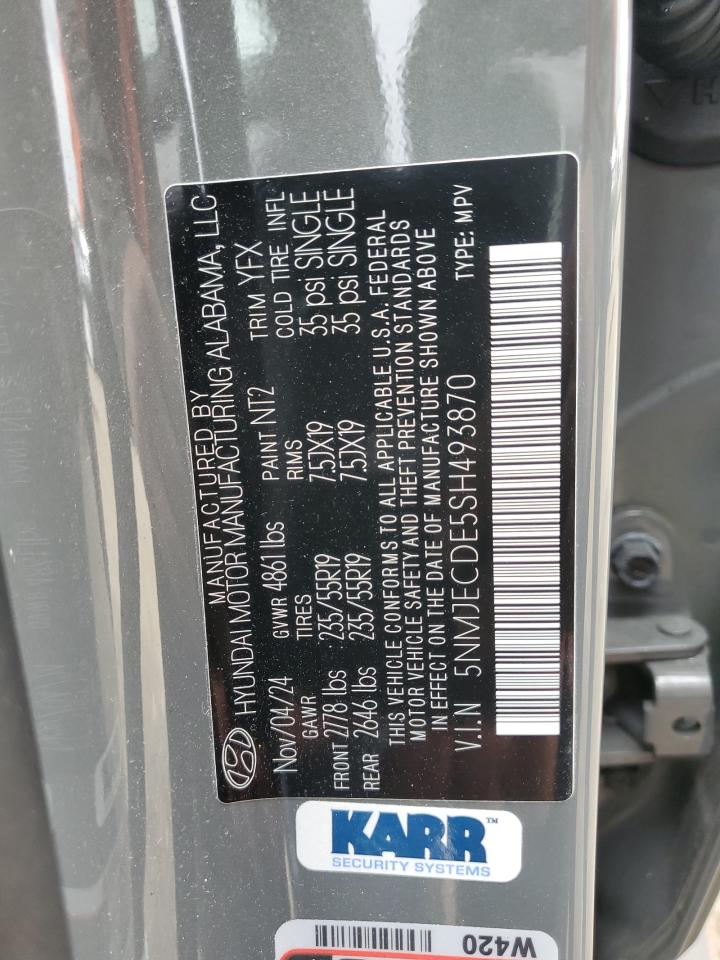 MANUFACTURED BY
HYUNDAI MOTOR MANUFACTURING ALABAMA, LLC
Nov/04/24 GVWR 4861 lbs PAINT NT2 TRIM YFX
GAWR TIRES RIMS COLD TIRE INFL
FRONT 2778 lbs 235/55R19 7.5JX19 35 psi SINGLE
REAR 2646 lbs 235/55R19 7.5JX19 35 psi SINGLE
THIS VEHICLE CONFORMS TO ALL APPLICABLE U.S.A. FEDERAL
MOTOR VEHICLE SAFETY AND THEFT PREVENTION STANDARDS
IN EFFECT ON THE DATE OF MANUFACTURE SHOWN ABOVE
V.I.N 5NMJECDE5SH493870 TYPE: MPV
KARR™
SECURITY SYSTEMS
W420